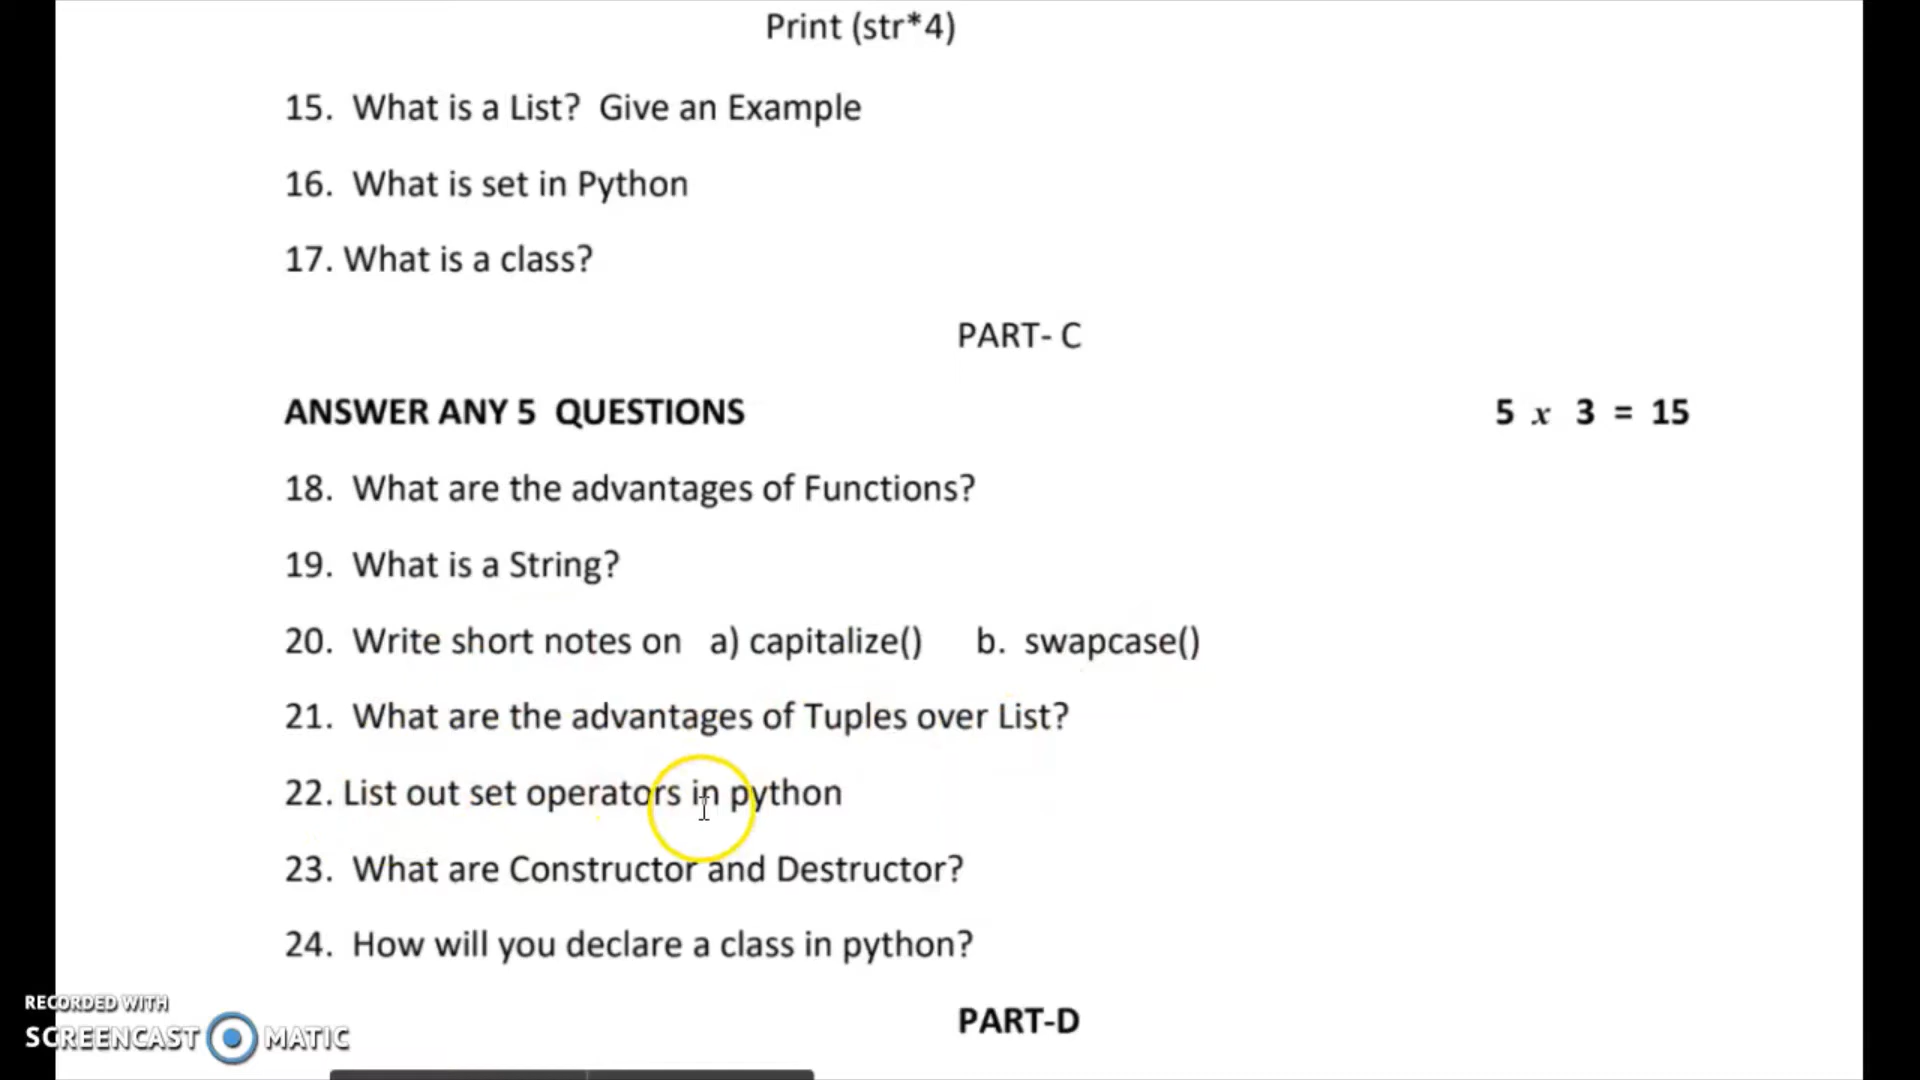 Print (str*4)
15. What is a List? Give an Example
16. What is set in Python
17. What is a class?
PART- C
ANSWER ANY 5 QUESTIONS 5 x 3 = 15
18. What are the advantages of Functions?
19. What is a String?
20. Write short notes on a) capitalize() b. swapcase()
21. What are the advantages of Tuples over List?
22. List out set operators in python
23. What are Constructor and Destructor?
24. How will you declare a class in python?
PART-D
RECORDED WITH
SCREENCAST MATIC